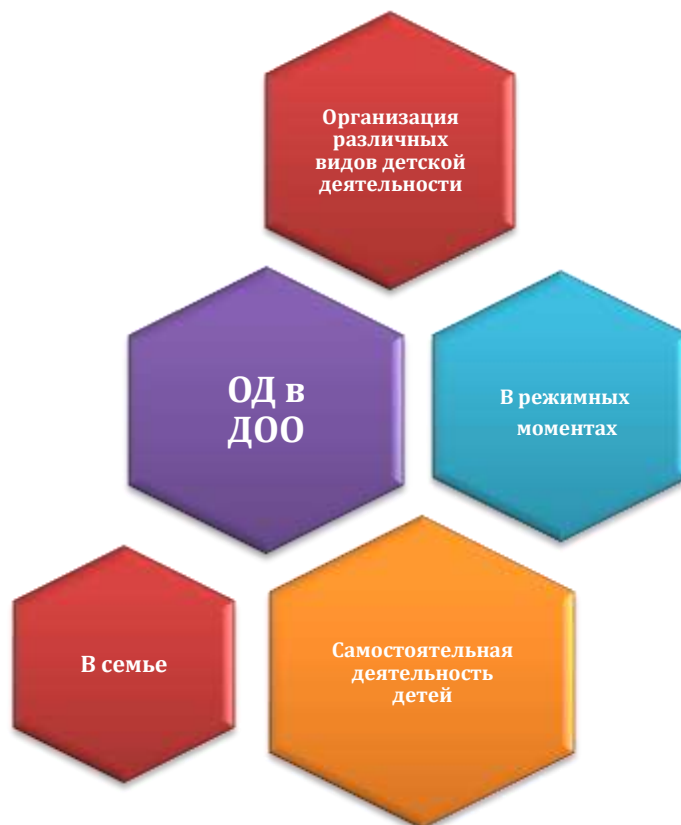 Организация
различных
видов детской
деятельности
ОД в
ДОО
В режимных
моментах
В семье
Самостоятельная
деятельность
детей